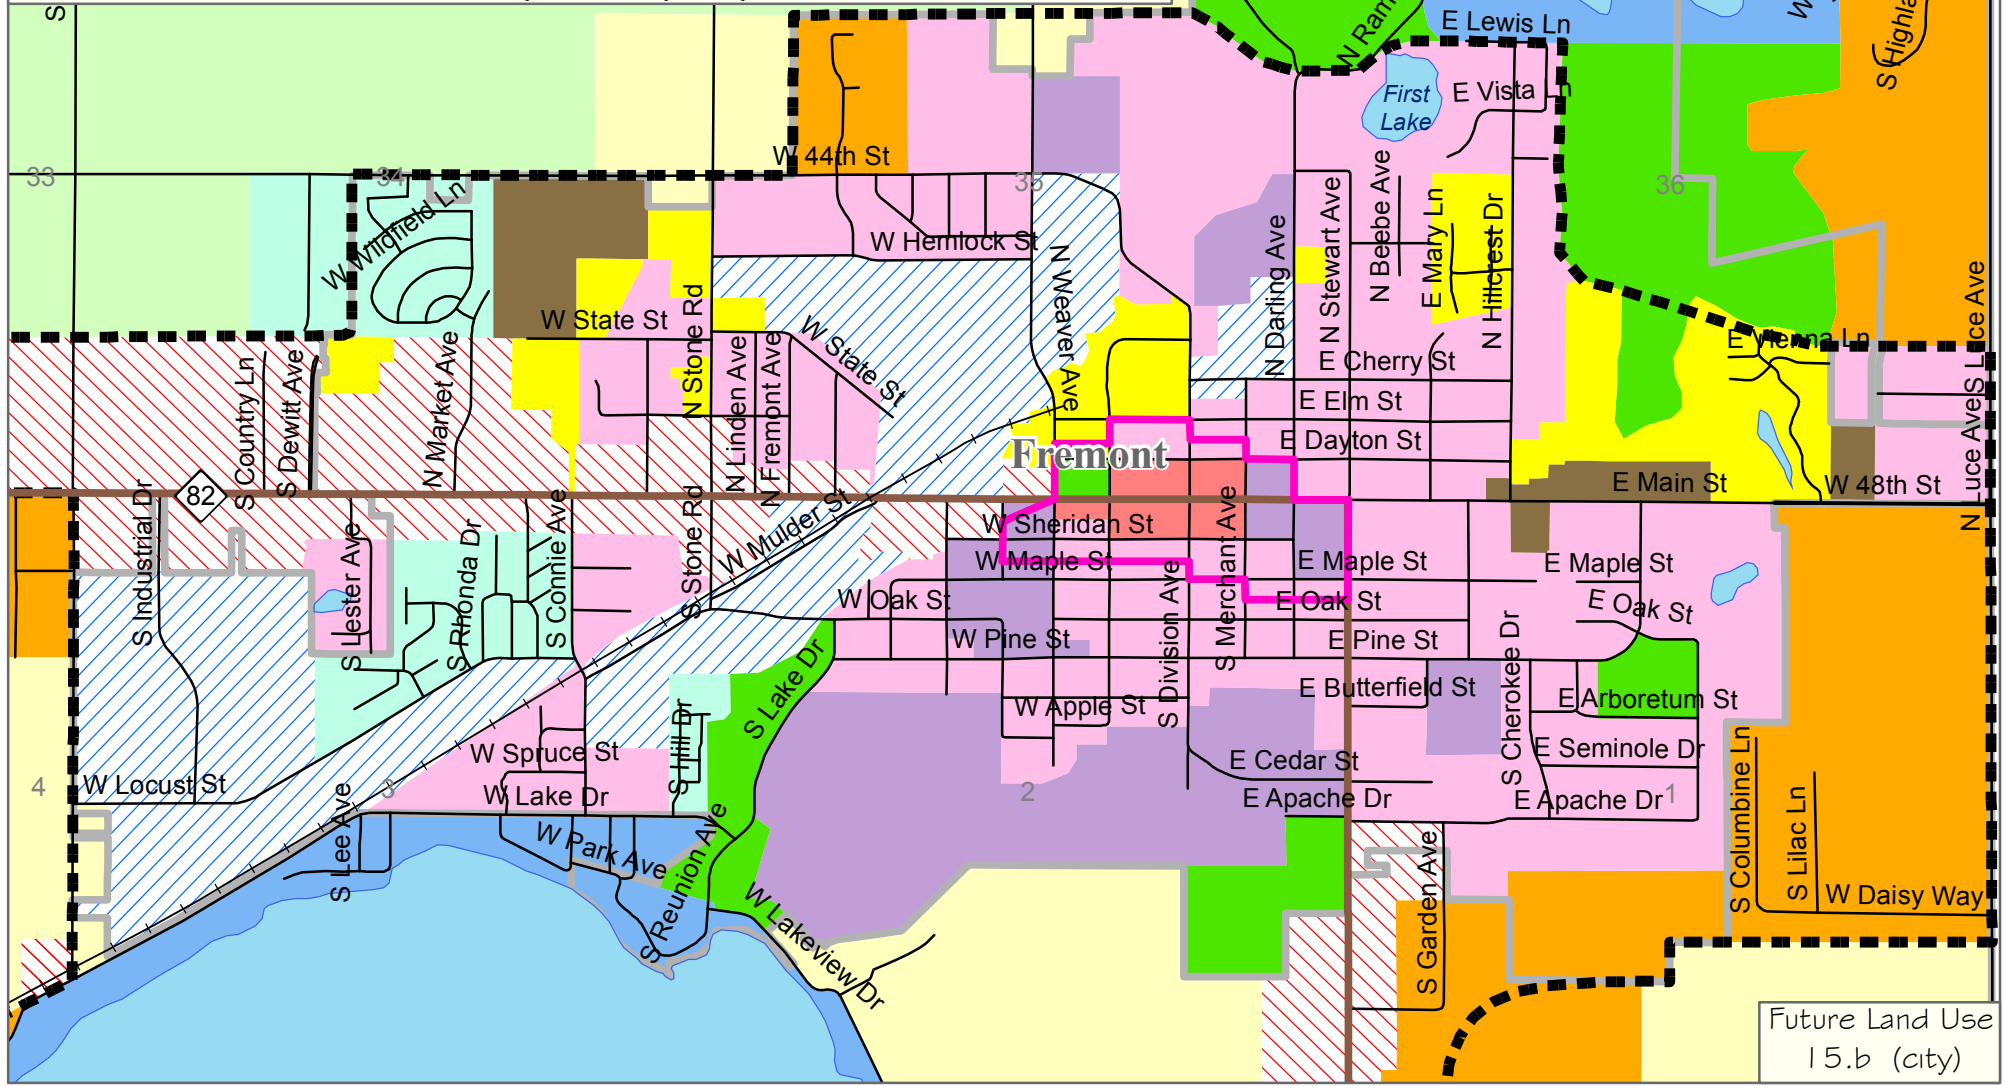 E Lewis Ln
N Ram
S Highla
First
Lake
E Vista Ln
W 44th St
33
34
35
36
W Wildfield Ln
W Hemlock St
N Weaver Ave
N Darling Ave
N Stewart Ave
N Beebe Ave
E Mary Ln
N Hillcrest Dr
S Luce Ave
W State St
N Stone Rd
W State St
E Vienna Ln
E Cherry St
S Country Ln
S Dewitt Ave
N Market Ave
N Linden Ave
N Fremont Ave
E Elm St
E Dayton St
Fremont
82
E Main St
W 48th St
N Luce Ave
S Industrial Dr
S Lester Ave
S Rhonda Dr
S Connie Ave
S Stone Rd
W Mulder St
W Sheridan St
W Maple St
S Merchant Ave
E Maple St
E Maple St
W Oak St
E Oak St
E Oak St
W Pine St
S Division Ave
E Pine St
S Lake Dr
W Apple St
E Butterfield St
S Cherokee Dr
E Arboretum St
W Spruce St
S Hill Dr
E Cedar St
E Seminole Dr
S Columbine Ln
4
W Locust St
3
W Lake Dr
2
E Apache Dr
E Apache Dr
1
S Lilac Ln
S Lee Ave
W Park Ave
S Reunion Ave
W Lakeview Dr
S Garden Ave
W Daisy Way
Future Land Use
15.b (city)